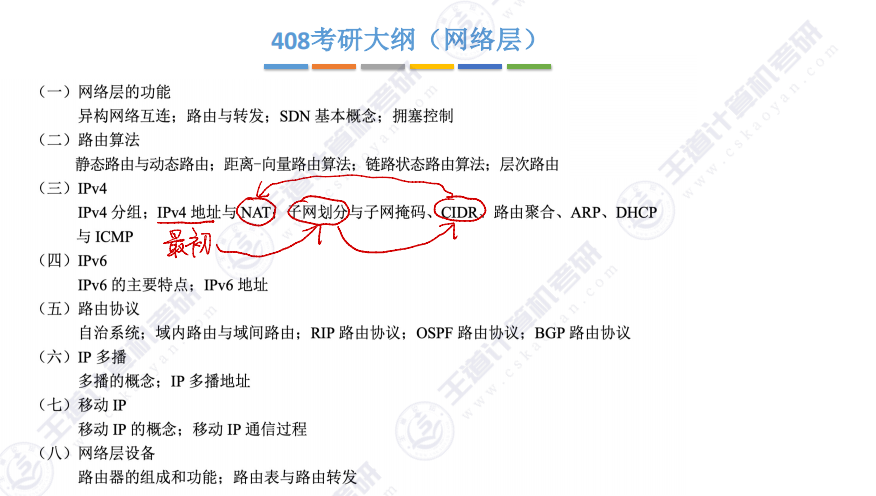 408考研大纲（网络层）
（一）网络层的功能
异构网络互连；路由与转发；SDN 基本概念；拥塞控制
（二）路由算法
静态路由与动态路由；距离-向量路由算法；链路状态路由算法；层次路由
（三）IPv4
IPv4 分组；IPv4 地址与 NAT、子网划分与子网掩码、CIDR、路由聚合、ARP、DHCP
与 ICMP
最初
（四）IPv6
IPv6 的主要特点；IPv6 地址
（五）路由协议
自治系统；域内路由与域间路由；RIP 路由协议；OSPF 路由协议；BGP 路由协议
（六）IP 多播
多播的概念；IP 多播地址
（七）移动 IP
移动 IP 的概念；移动 IP 通信过程
（八）网络层设备
路由器的组成和功能；路由表与路由转发
王道计算机考研
www.cskaoyan.com